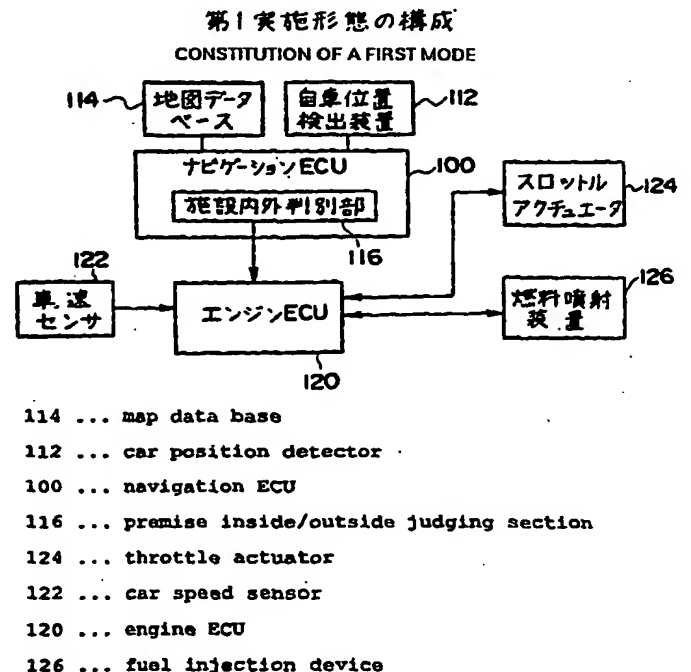 第1実施形態の構成
CONSTITUTION OF A FIRST MODE
114
地図データ
ベース
自車位置
検出装置
112
ナビゲーションECU
100
施設内外判別部
116
スロットル
アクチュエータ
124
122
車速
センサ
エンジンECU
120
燃料噴射
装置
126
114 ... map data base
112 ... car position detector
100 ... navigation ECU
116 ... premise inside/outside judging section
124 ... throttle actuator
122 ... car speed sensor
120 ... engine ECU
126 ... fuel injection device